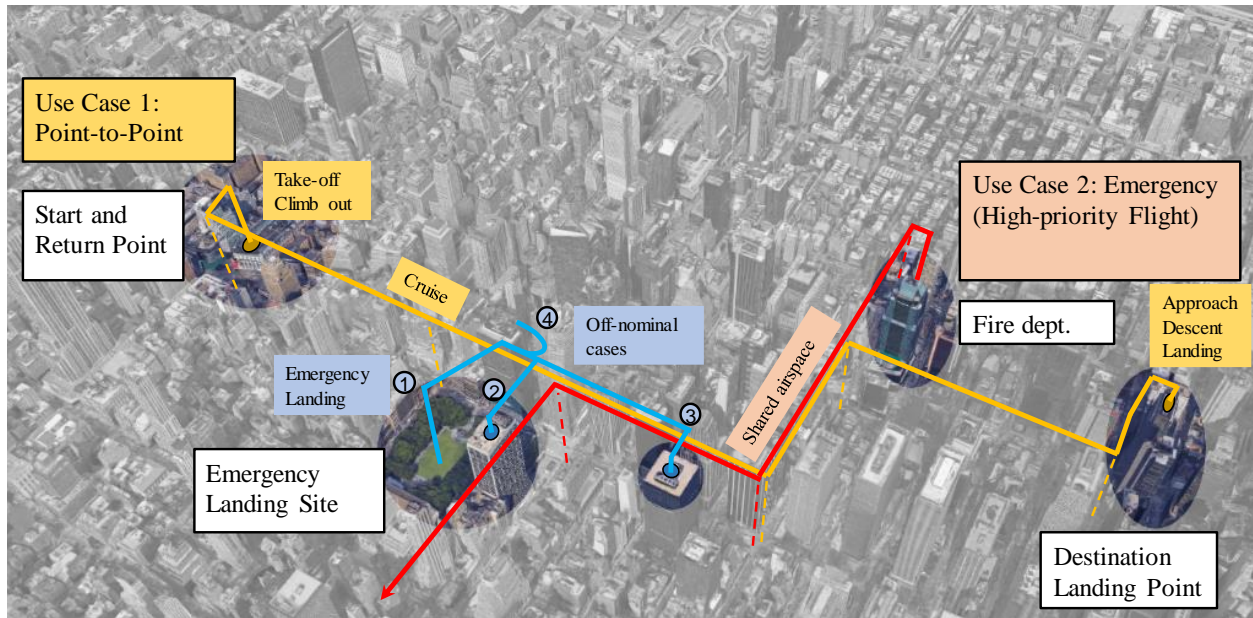 Use Case 1:
Point-to-Point
Take-off
Climb out
Start and
Return Point
Cruise
Emergency
Landing
Off-nominal
cases
1
2
3
4
Emergency
Landing Site
Shared airspace
Use Case 2: Emergency
(High-priority Flight)
Fire dept.
Approach
Descent
Landing
Destination
Landing Point